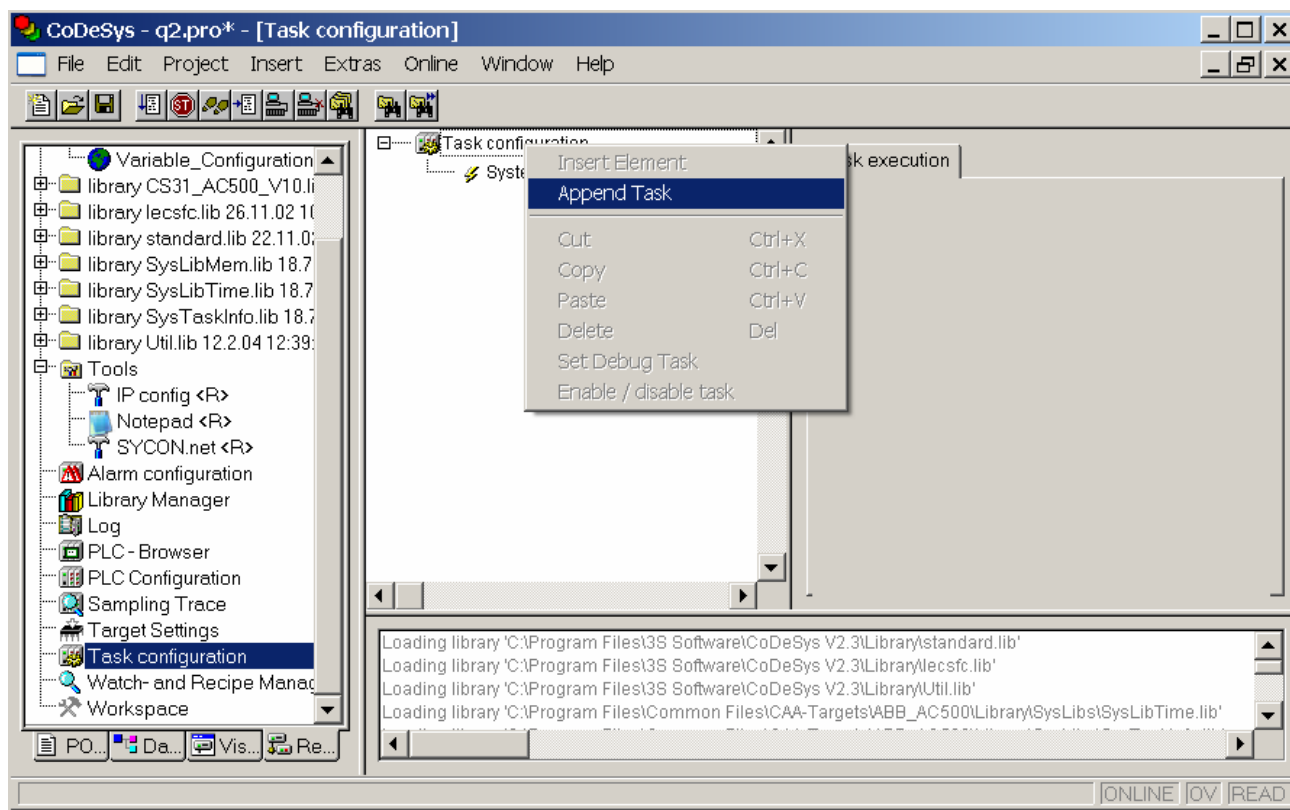 CoDeSys - q2.pro* - [Task configuration]
File Edit Project Insert Extras Online Window Help
Variable_Configuration
library CS31_AC500_V10.li
library Iecsfc.lib 26.11.02 1
library standard.lib 22.11.0
library SysLibMem.lib 18.7
library SysLibTime.lib 18.7
library SysTaskInfo.lib 18.7
library Util.lib 12.2.04 12:39:
Tools
IP config <R>
Notepad <R>
SYCON.net <R>
Alarm configuration
Library Manager
Log
PLC - Browser
PLC Configuration
Sampling Trace
Target Settings
Task configuration
Watch- and Recipe Manag
Workspace
PO... Da... Vis... Re...
Task configuration
Syste
Insert Element
Append Task
Cut Ctrl+X
Copy Ctrl+C
Paste Ctrl+V
Delete Del
Set Debug Task
Enable / disable task
sk execution
Loading library 'C:\Program Files\3S Software\CoDeSys V2.3\Library\standard.lib'
Loading library 'C:\Program Files\3S Software\CoDeSys V2.3\Library\Iecsfc.lib'
Loading library 'C:\Program Files\3S Software\CoDeSys V2.3\Library\Util.lib'
Loading library 'C:\Program Files\Common Files\CAA-Targets\ABB_AC500\Library\SysLibs\SysLibTime.lib'
ONLINE OV READ